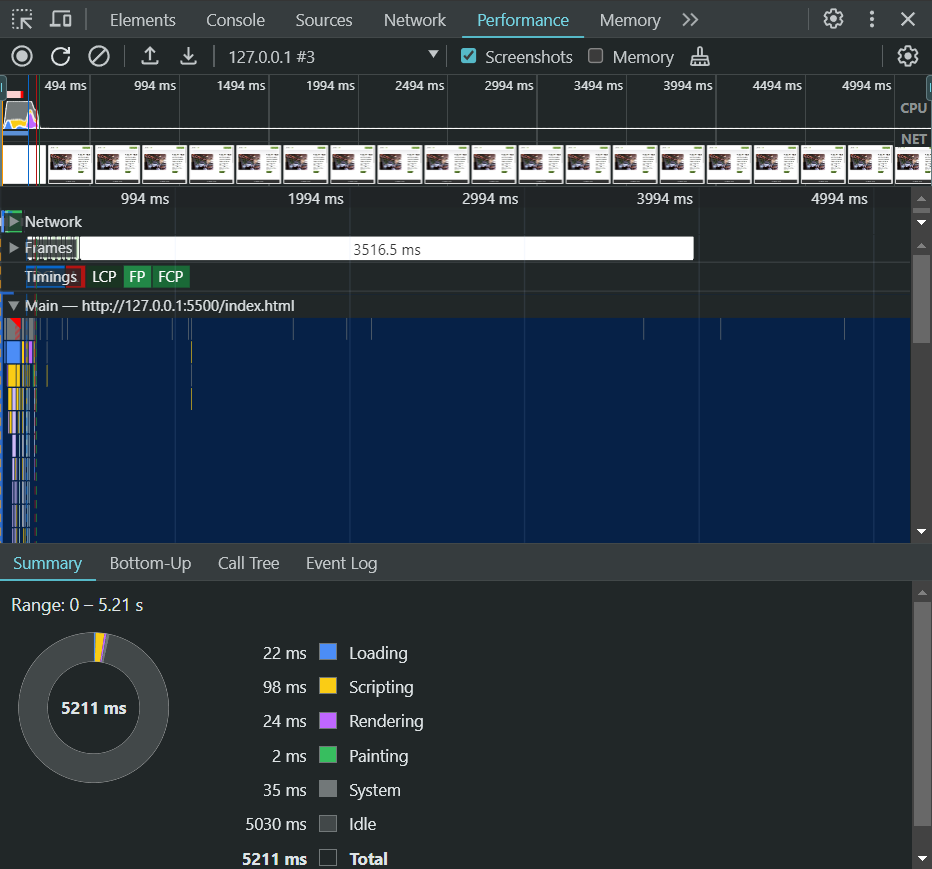 Elements Console Sources Network Performance Memory
127.0.0.1 #3 Screenshots Memory
494 ms 994 ms 1494 ms 1994 ms 2494 ms 2994 ms 3494 ms 3994 ms 4494 ms 4994 ms
CPU
NET
994 ms 1994 ms 2994 ms 3994 ms 4994 ms
Network
Frames 3516.5 ms
Timings LCP FP FCP
Main — http://127.0.0.1:5500/index.html
Summary Bottom-Up Call Tree Event Log
Range: 0 – 5.21 s
5211 ms
22 ms Loading
98 ms Scripting
24 ms Rendering
2 ms Painting
35 ms System
5030 ms Idle
5211 ms Total